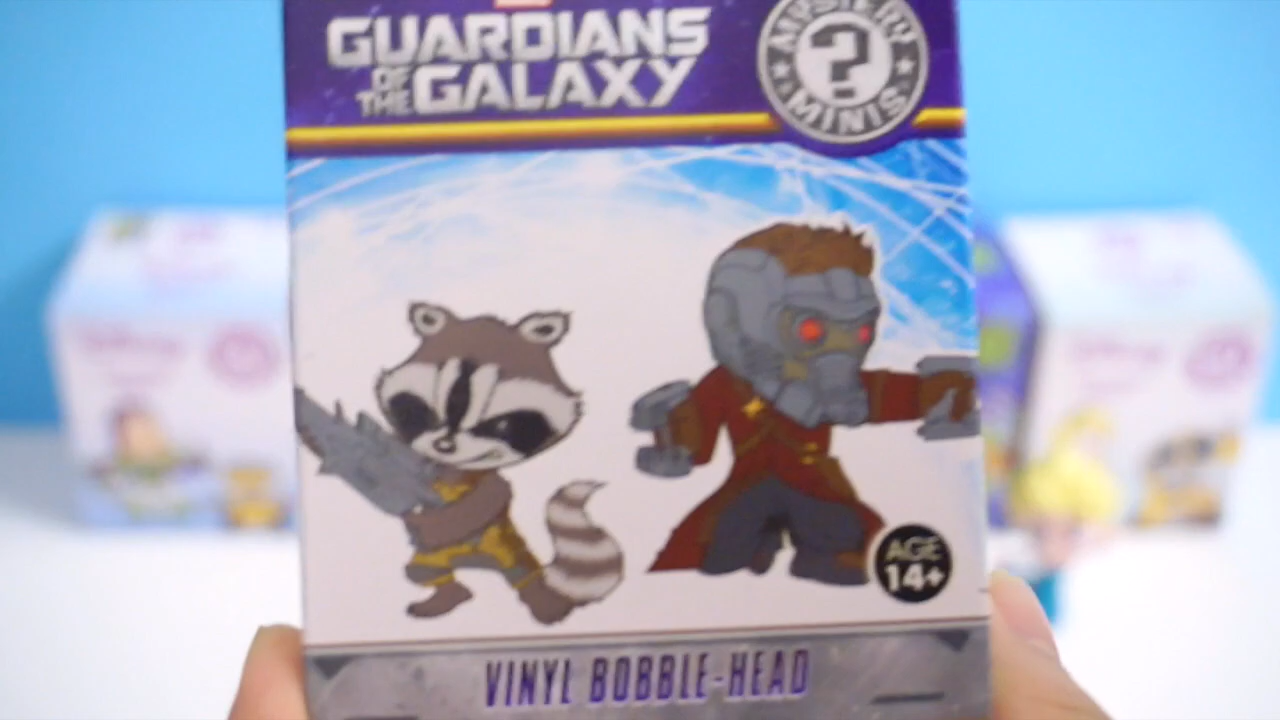 GUARDIANS
OF THE GALAXY
MYSTERY
?
MINIS
AGE
14+
VINYL BOBBLE-HEAD